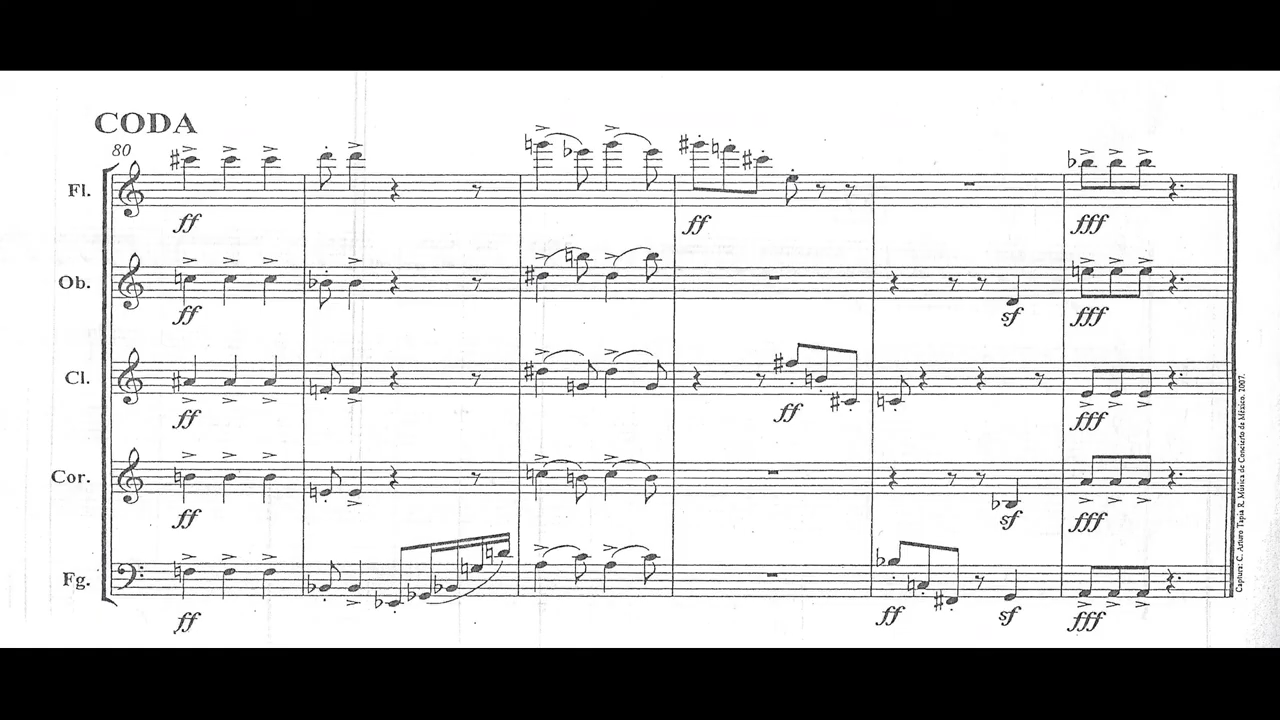 CODA
80
Fl.
ff
ff
fff
Ob.
ff
sf
fff
Cl.
ff
ff
fff
Cor.
ff
sf
fff
Fg.
ff
ff
sf
fff
Captura: C. Arturo Tapia R. Música de Concierto de México. 2007.